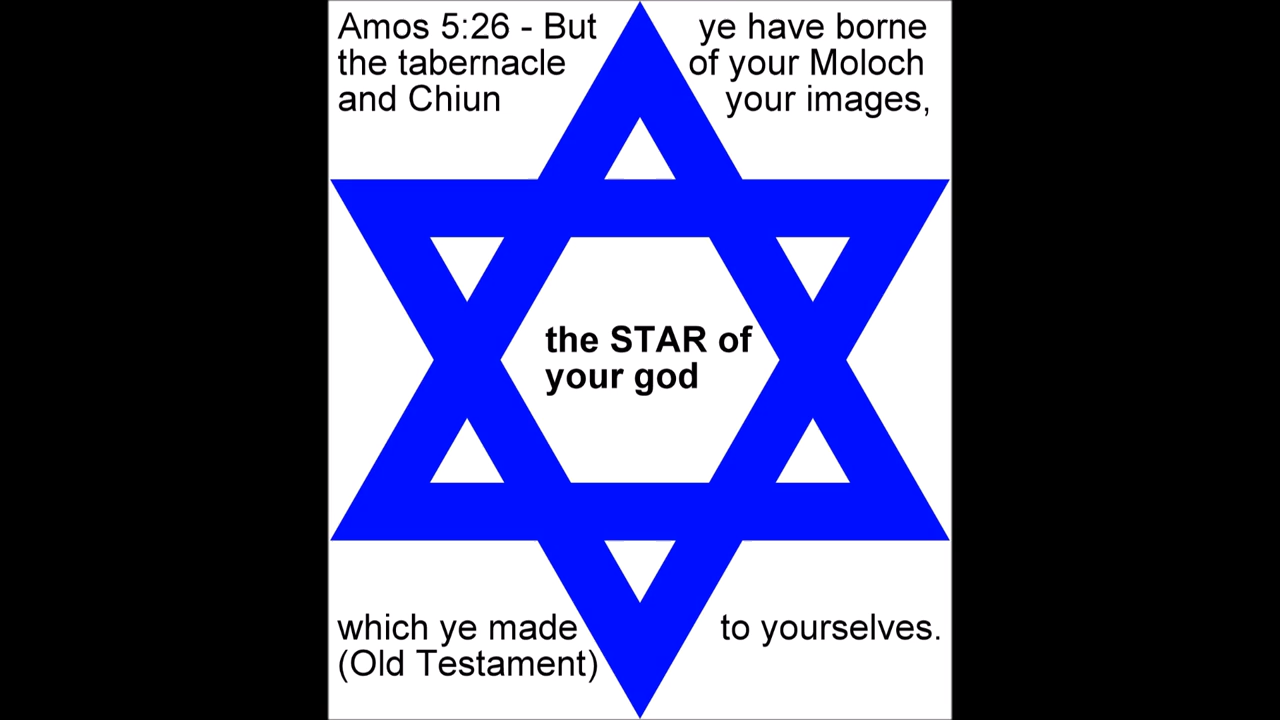 Amos 5:26 - But ye have borne
the tabernacle of your Moloch
and Chiun your images,
the STAR of
your god
which ye made to yourselves.
(Old Testament)